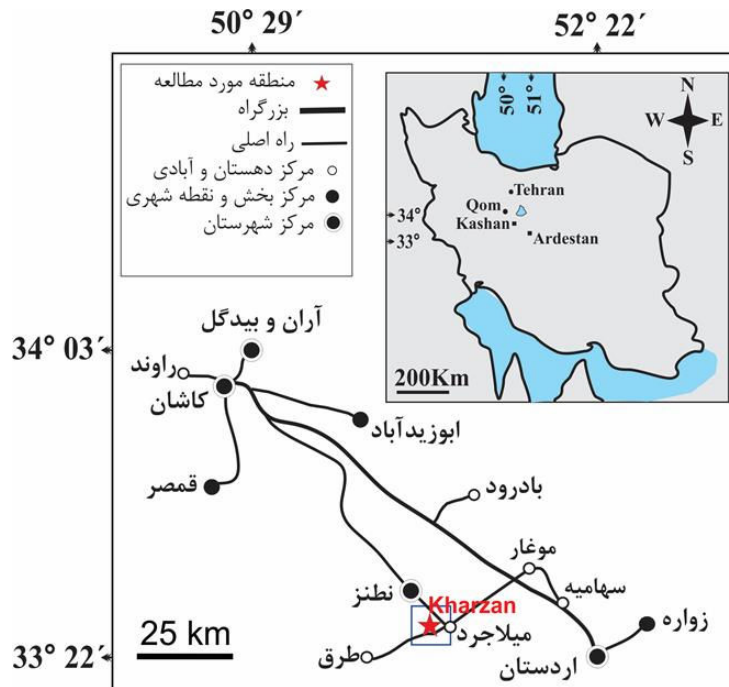 50° 29′
52° 22′
منطقه مورد مطالعه
بزرگراه
راه اصلی
مرکز دهستان و آبادی
مرکز بخش و نقطه شهری
مرکز شهرستان
50°
51°
N
W
E
S
Tehran
Qom
Kashan
Ardestan
34°
33°
200Km
34° 03′
آران و بیدگل
راوند
کاشان
ابوزیدآباد
قمصر
بادرود
موغار
سهامیه
نطنز
Kharzan
میلاجرد
زواره
طرق
اردستان
25 km
33° 22′